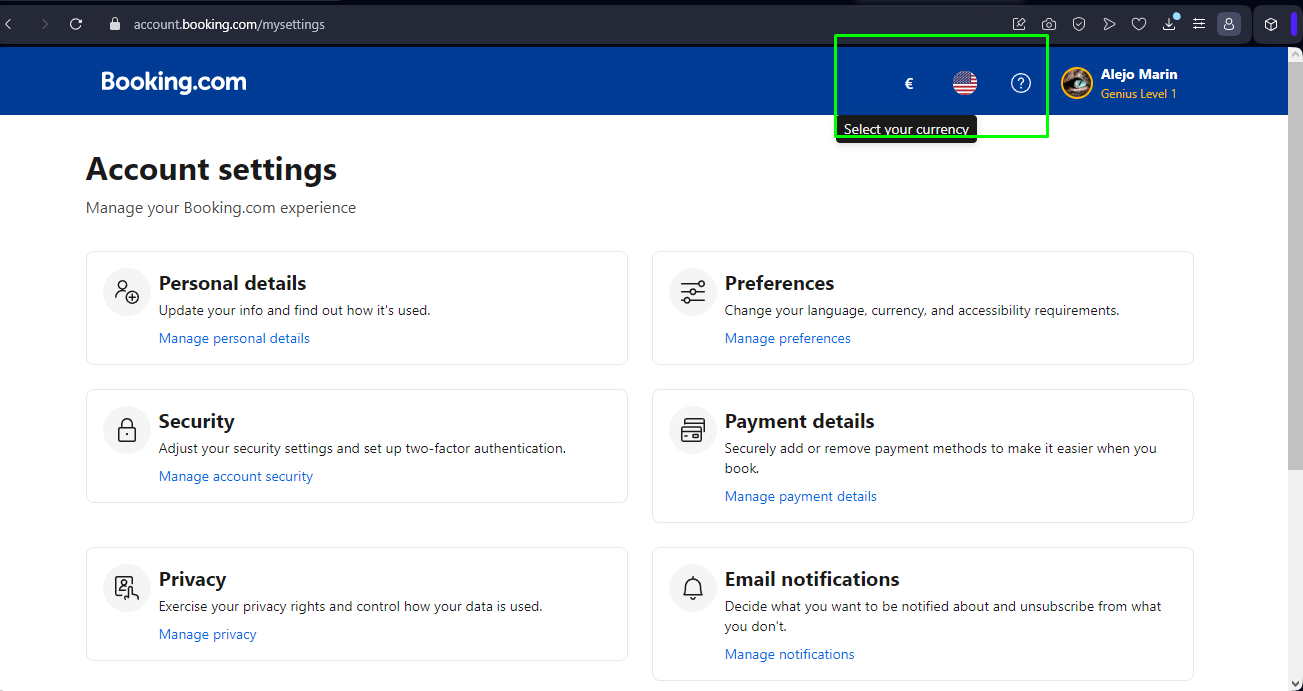 account.booking.com/mysettings
Booking.com
€
?
Alejo Marin
Genius Level 1
Select your currency
Account settings
Manage your Booking.com experience
Personal details
Update your info and find out how it's used.
Manage personal details
Preferences
Change your language, currency, and accessibility requirements.
Manage preferences
Security
Adjust your security settings and set up two-factor authentication.
Manage account security
Payment details
Securely add or remove payment methods to make it easier when you
book.
Manage payment details
Privacy
Exercise your privacy rights and control how your data is used.
Manage privacy
Email notifications
Decide what you want to be notified about and unsubscribe from what
you don't.
Manage notifications